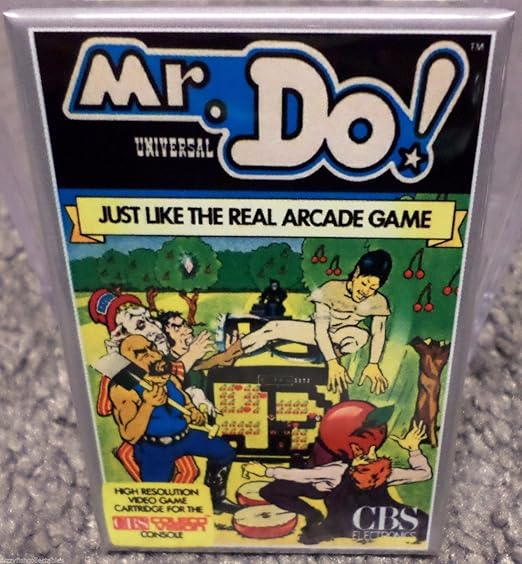 Mr. Do!
TM
UNIVERSAL
JUST LIKE THE REAL ARCADE GAME
HIGH RESOLUTION
VIDEO GAME
CARTRIDGE FOR THE
CBS COLECO
VISION
CONSOLE
CBS
ELECTRONICS
fizzyfishcollectables